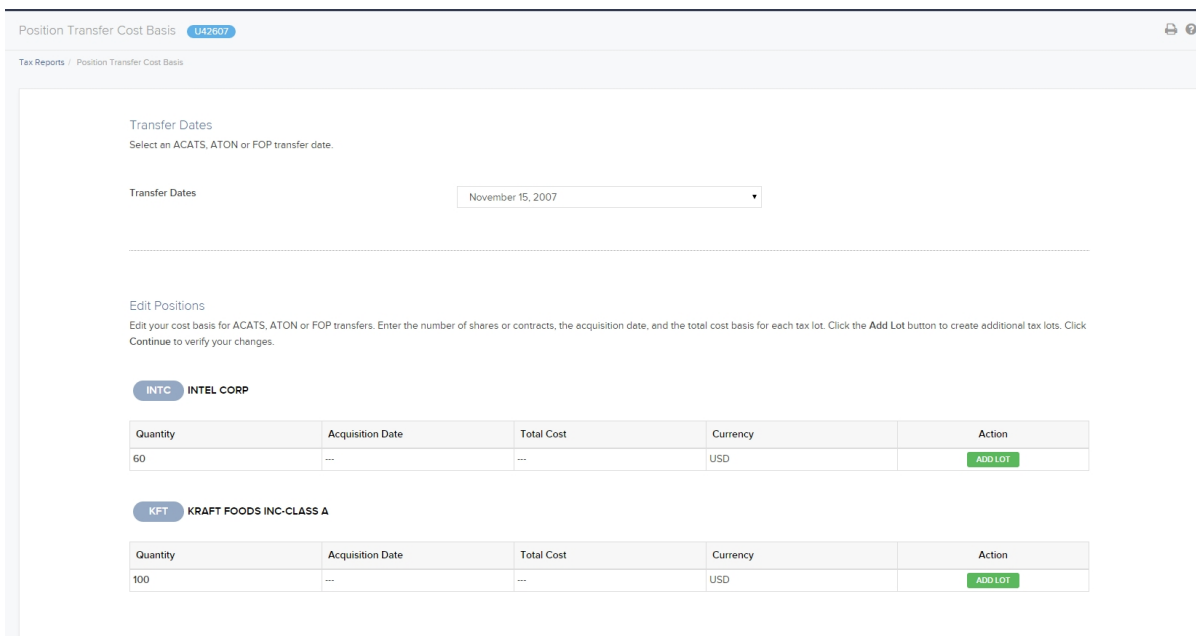 Position Transfer Cost Basis U42607
Tax Reports / Position Transfer Cost Basis
Transfer Dates
Select an ACATS, ATON or FOP transfer date.
Transfer Dates November 15, 2007
Edit Positions
Edit your cost basis for ACATS, ATON or FOP transfers. Enter the number of shares or contracts, the acquisition date, and the total cost basis for each tax lot. Click the Add Lot button to create additional tax lots. Click
Continue to verify your changes.
INTC INTEL CORP
Quantity Acquisition Date Total Cost Currency Action
60 --- --- USD ADD LOT
KFT KRAFT FOODS INC-CLASS A
Quantity Acquisition Date Total Cost Currency Action
100 --- --- USD ADD LOT